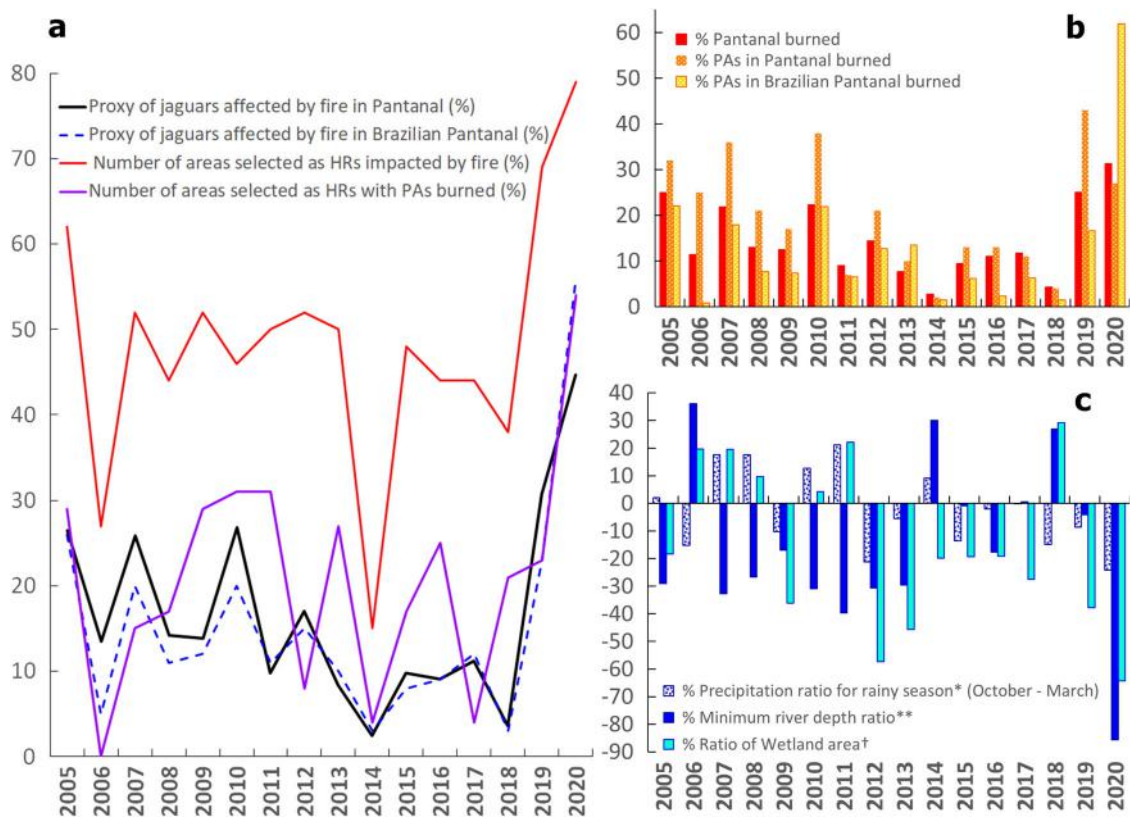 a
80
70
60
50
40
30
20
10
0
Proxy of jaguars affected by fire in Pantanal (%)
Proxy of jaguars affected by fire in Brazilian Pantanal (%)
Number of areas selected as HRs impacted by fire (%)
Number of areas selected as HRs with PAs burned (%)
2005 2006 2007 2008 2009 2010 2011 2012 2013 2014 2015 2016 2017 2018 2019 2020
b
60
50
40
30
20
10
0
% Pantanal burned
% PAs in Pantanal burned
% PAs in Brazilian Pantanal burned
2005 2006 2007 2008 2009 2010 2011 2012 2013 2014 2015 2016 2017 2018 2019 2020
c
40
30
20
10
0
-10
-20
-30
-40
-50
-60
-70
-80
-90
% Precipitation ratio for rainy season* (October - March)
% Minimum river depth ratio**
% Ratio of Wetland area†
2005 2006 2007 2008 2009 2010 2011 2012 2013 2014 2015 2016 2017 2018 2019 2020